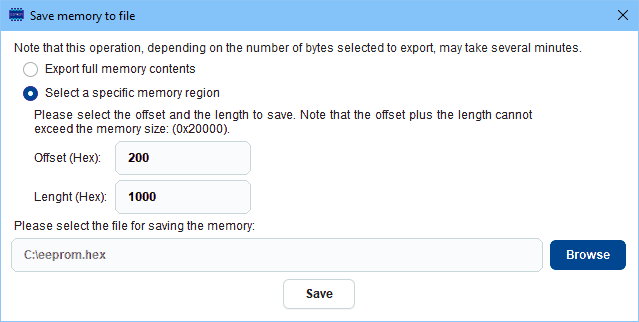 Save memory to file
Note that this operation, depending on the number of bytes selected to export, may take several minutes.
Export full memory contents
Select a specific memory region
Please select the offset and the length to save. Note that the offset plus the length cannot
exceed the memory size: (0x20000).
Offset (Hex): 200
Lenght (Hex): 1000
Please select the file for saving the memory:
C:\eeprom.hex Browse
Save